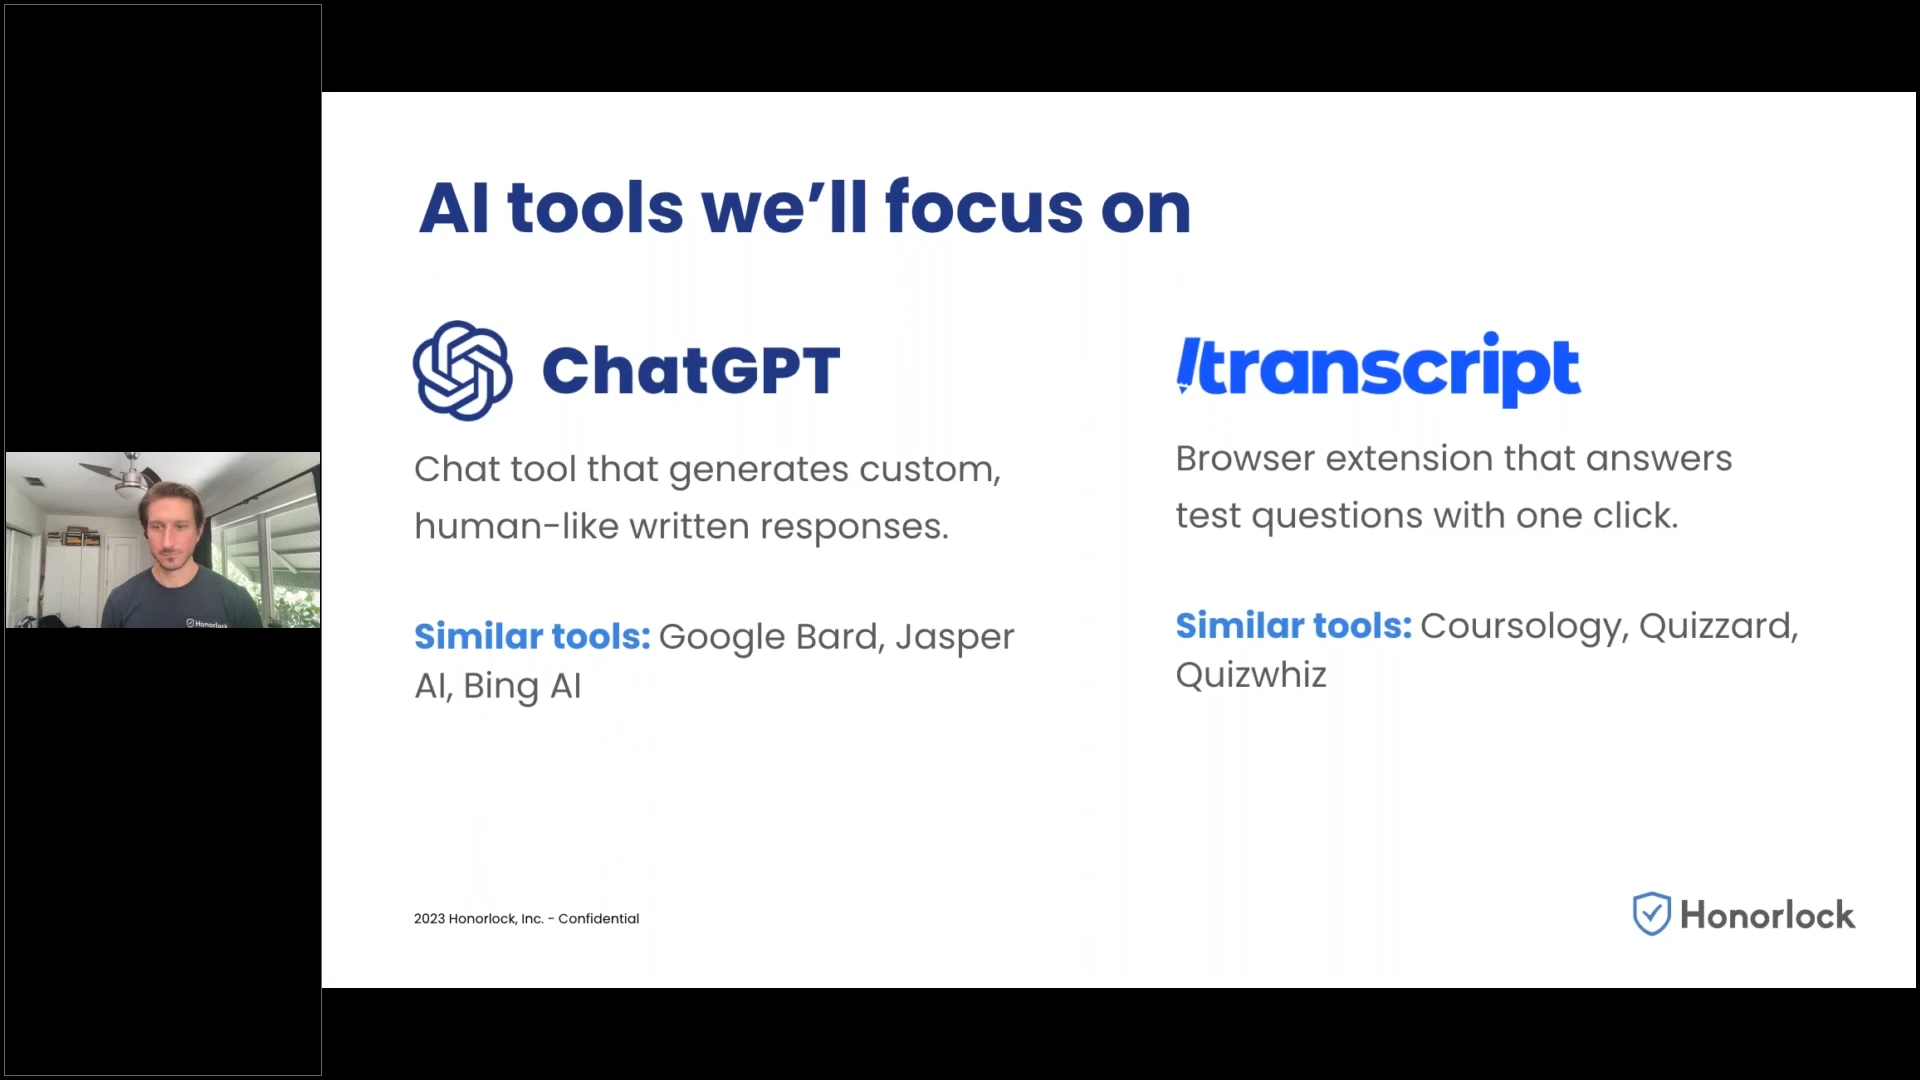 AI tools we’ll focus on
ChatGPT
Chat tool that generates custom,
human-like written responses.
Similar tools: Google Bard, Jasper
AI, Bing AI
transcript
Browser extension that answers
test questions with one click.
Similar tools: Coursology, Quizzard,
Quizwhiz
2023 Honorlock, Inc. - Confidential
Honorlock
Honorlock